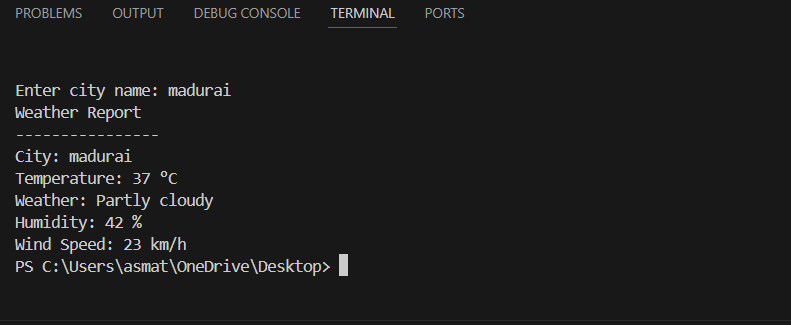 PROBLEMS OUTPUT DEBUG CONSOLE TERMINAL PORTS
Enter city name: madurai
Weather Report
----------------
City: madurai
Temperature: 37 °C
Weather: Partly cloudy
Humidity: 42 %
Wind Speed: 23 km/h
PS C:\Users\asmat\OneDrive\Desktop>